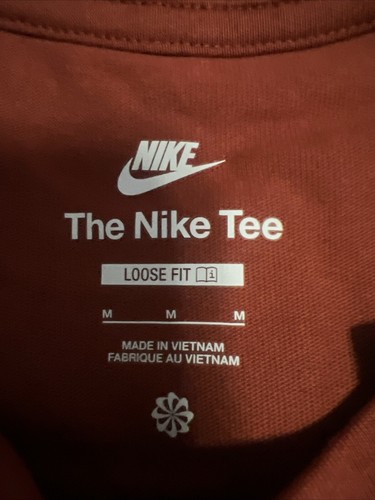 NIKE
The Nike Tee
LOOSE FIT i
M M M
MADE IN VIETNAM
FABRIQUE AU VIETNAM